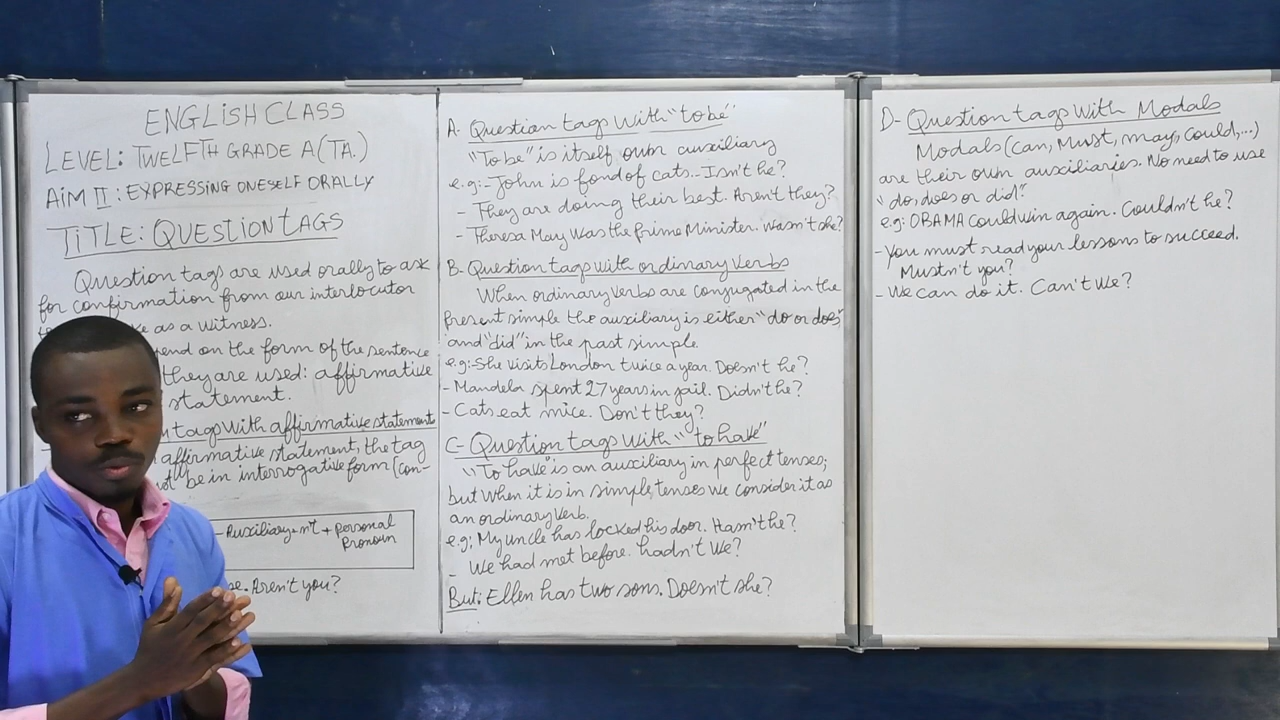 ENGLISH CLASS
LEVEL: TWELFTH GRADE A (TA.)
AIM II : EXPRESSING ONESELF ORALLY
TITLE: QUESTION TAGS
Question tags are used orally to ask
for confirmation from our interlocutor
as a witness.
on the form of the sentence
they are used: affirmative
statement.
tags with affirmative statement
affirmative statement, the tag
be in interrogative form (con-
- Auxiliary + n't + personal
pronoun
Aren't you?
A- Question tags with "to be"
"To be" is itself own auxiliary
e.g:- John is fond of cats. - Isn't he?
- They are doing their best. Aren't they?
- Theresa May was the prime Minister. Wasn't she?
B- Question tags with ordinary verbs
When ordinary verbs are conjugated in the
present simple the auxiliary is either "do or does"
and "did" in the past simple.
e.g:- She visits London twice a year. Doesn't he?
- Mandela spent 27 years in jail. Didn't he?
- Cats eat mice. Don't they?
C- Question tags with "to have"
"To have" is an auxiliary in perfect tenses;
but when it is in simple tenses we consider it as
an ordinary verb.
e.g: My uncle has locked his door. Hasn't he?
- We had met before. hadn't we?
But: Ellen has two sons. Doesn't she?
D- Question tags with Modals
Modals (can, must, may, could,...)
are their own auxiliaries. No need to use
"do, does or did".
e.g: OBAMA could win again. Couldn't he?
- You must read your lessons to succeed.
Mustn't you?
- We can do it. Can't we?